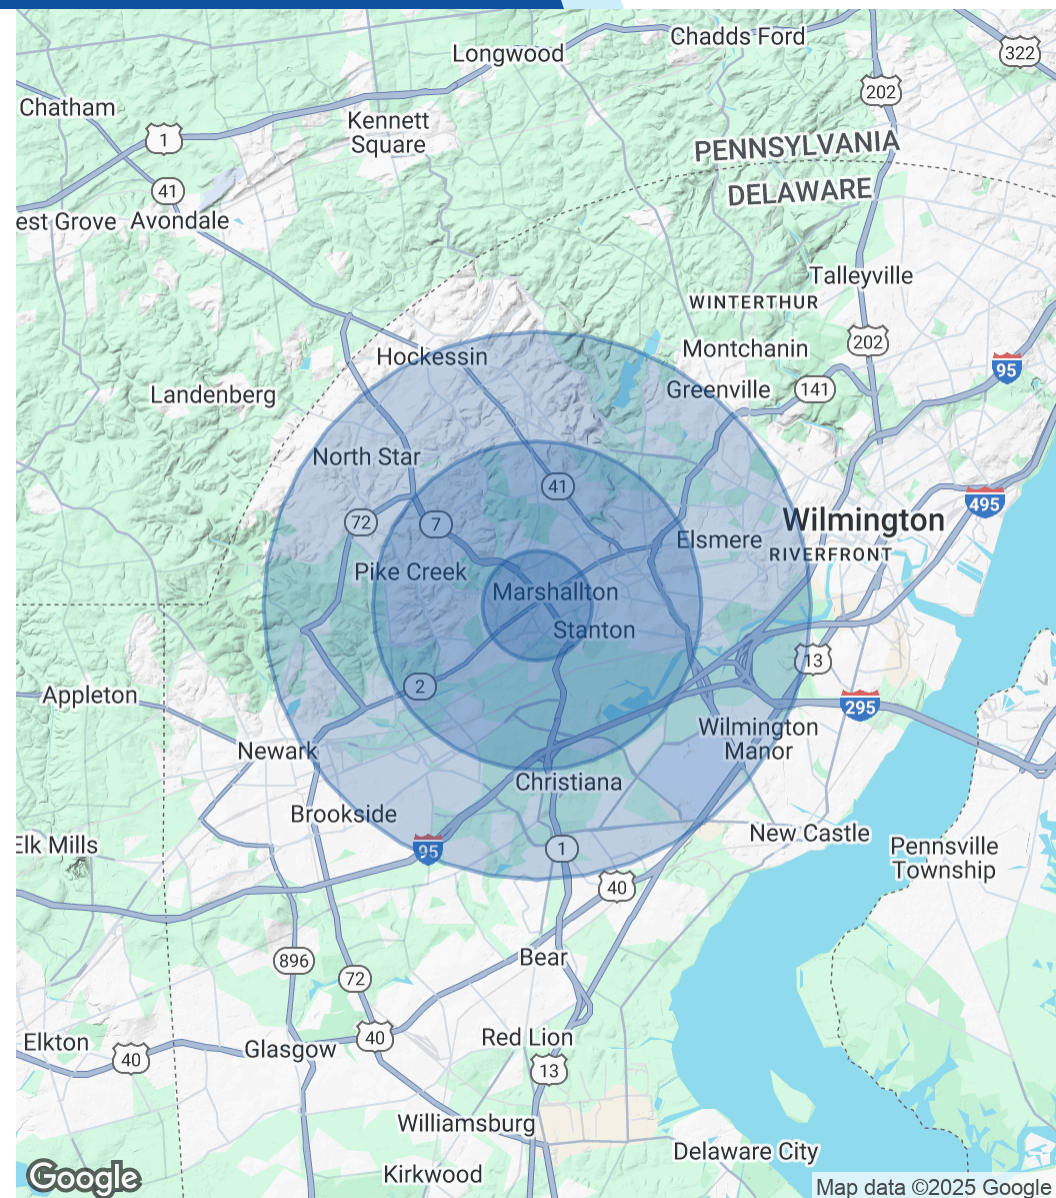 Longwood
Chadds Ford
322
202
Chatham
Kennett
Square
1
PENNSYLVANIA
DELAWARE
41
est Grove
Avondale
Talleyville
WINTERTHUR
202
Hockessin
Montchanin
95
Landenberg
Greenville
141
North Star
41
495
72
7
Wilmington
Elsmere
RIVERFRONT
Pike Creek
Marshallton
Stanton
13
2
Appleton
295
Newark
Wilmington
Manor
Christiana
Brookside
New Castle
Elk Mills
95
1
Pennsville
Township
40
Bear
896
72
Elkton
40
Glasgow
40
Red Lion
13
Williamsburg
Delaware City
Kirkwood
Google
Map data ©2025 Google